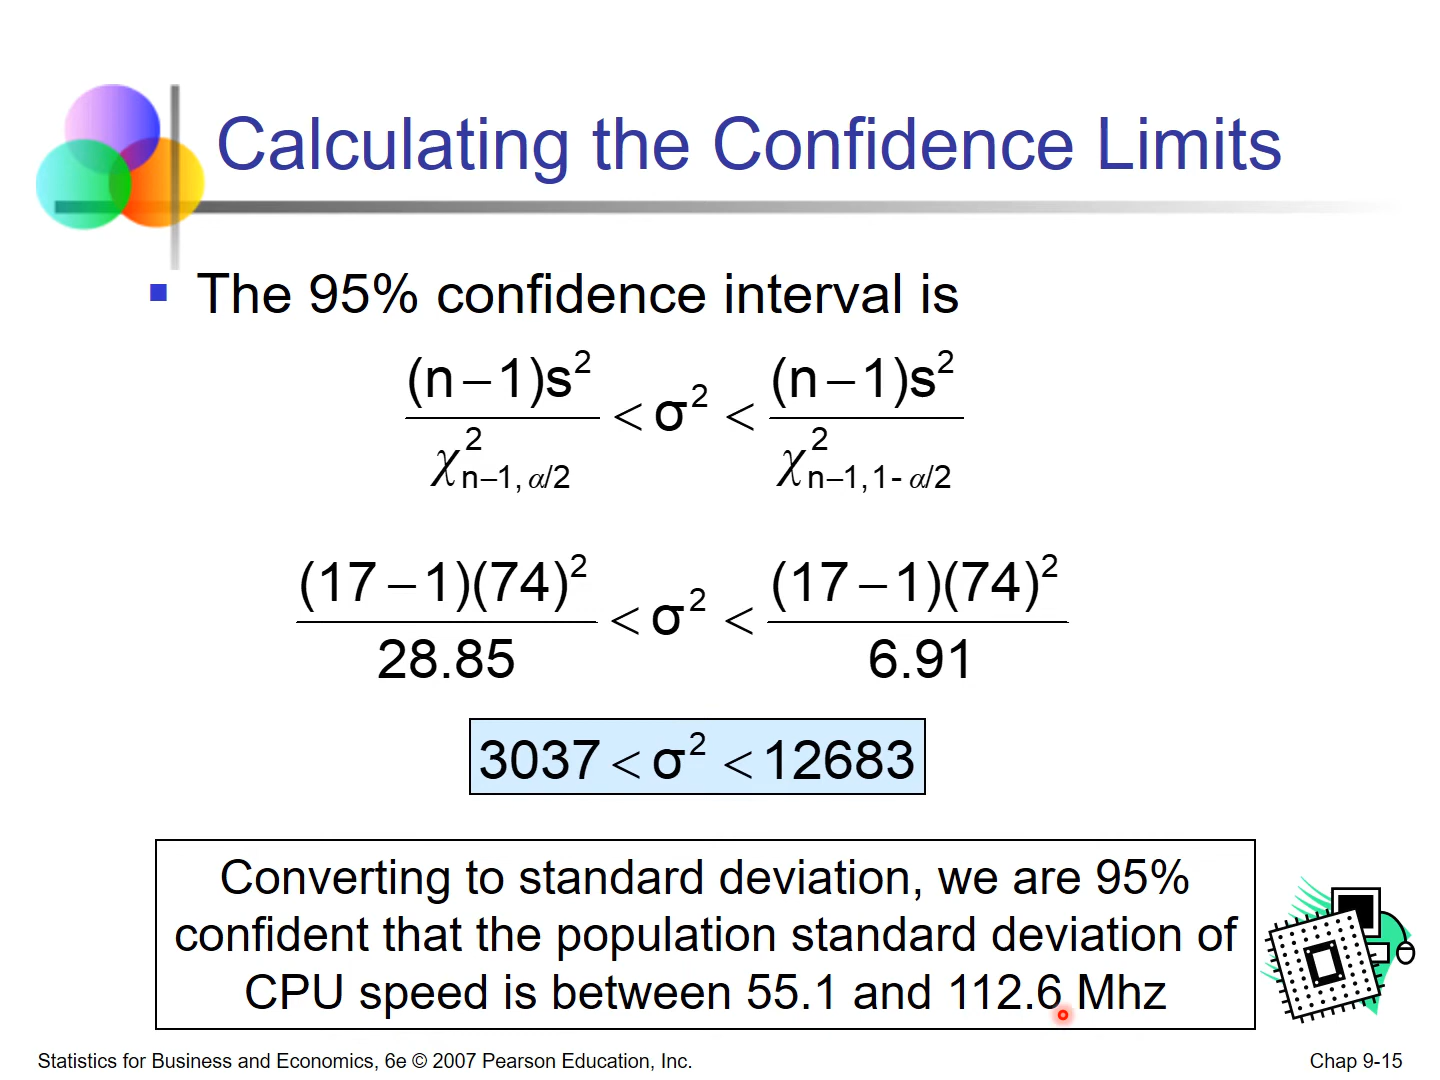 Calculating the Confidence Limits
The 95% confidence interval is
(n−1)s² / χ²n−1, α/2 < σ² < (n−1)s² / χ²n−1,1- α/2
(17−1)(74)² / 28.85 < σ² < (17−1)(74)² / 6.91
3037 < σ² < 12683
Converting to standard deviation, we are 95%
confident that the population standard deviation of
CPU speed is between 55.1 and 112.6 Mhz
Statistics for Business and Economics, 6e © 2007 Pearson Education, Inc.
Chap 9-15